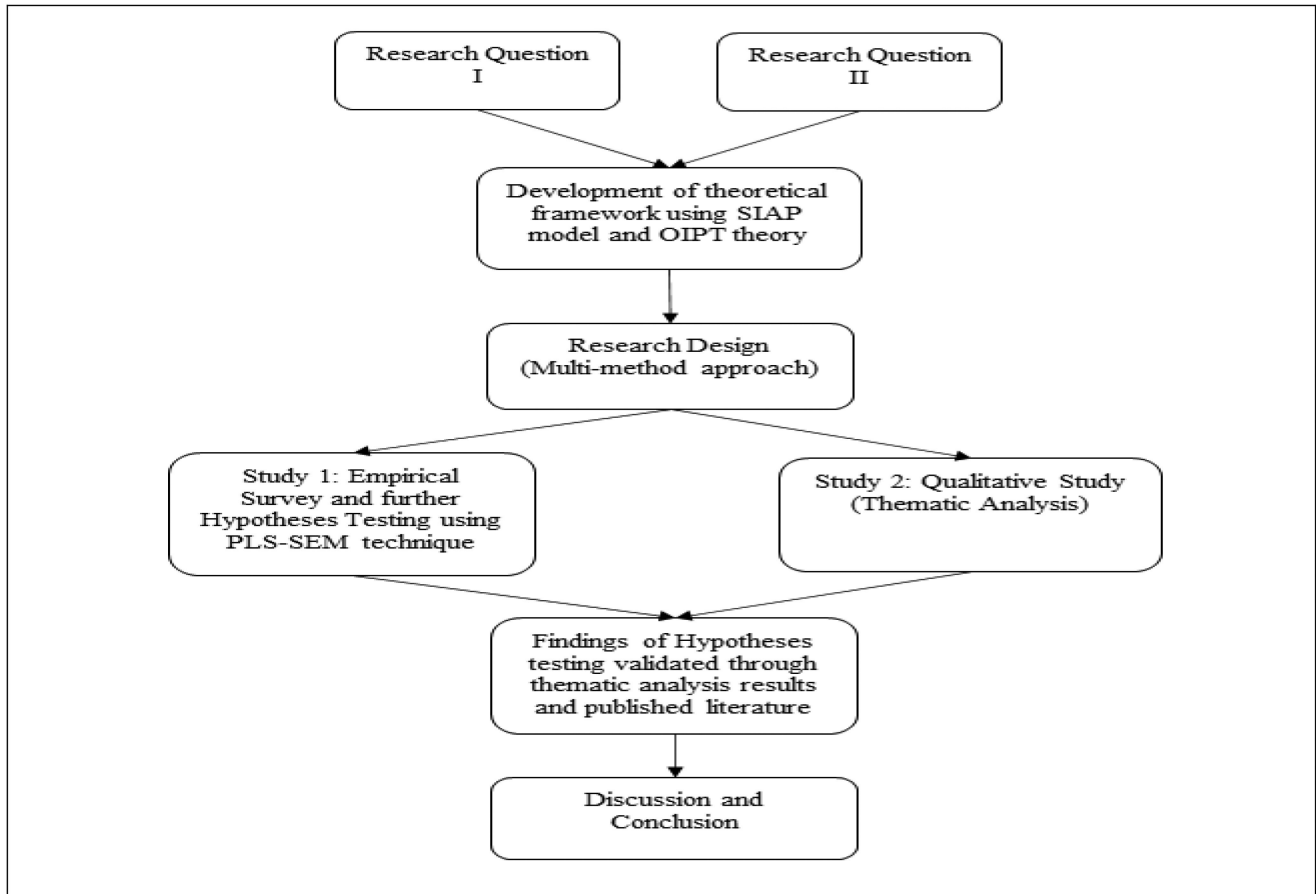 Research Question
I
Research Question
II
Development of theoretical
framework using SIAP
model and OIPT theory
Research Design
(Multi-method approach)
Study 1: Empirical
Survey and further
Hypotheses Testing using
PLS-SEM technique
Study 2: Qualitative Study
(Thematic Analysis)
Findings of Hypotheses
testing validated through
thematic analysis results
and published literature
Discussion and
Conclusion